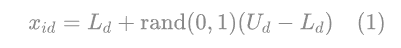 x_{id} = L_d + rand(0, 1)(U_d − L_d) (1)